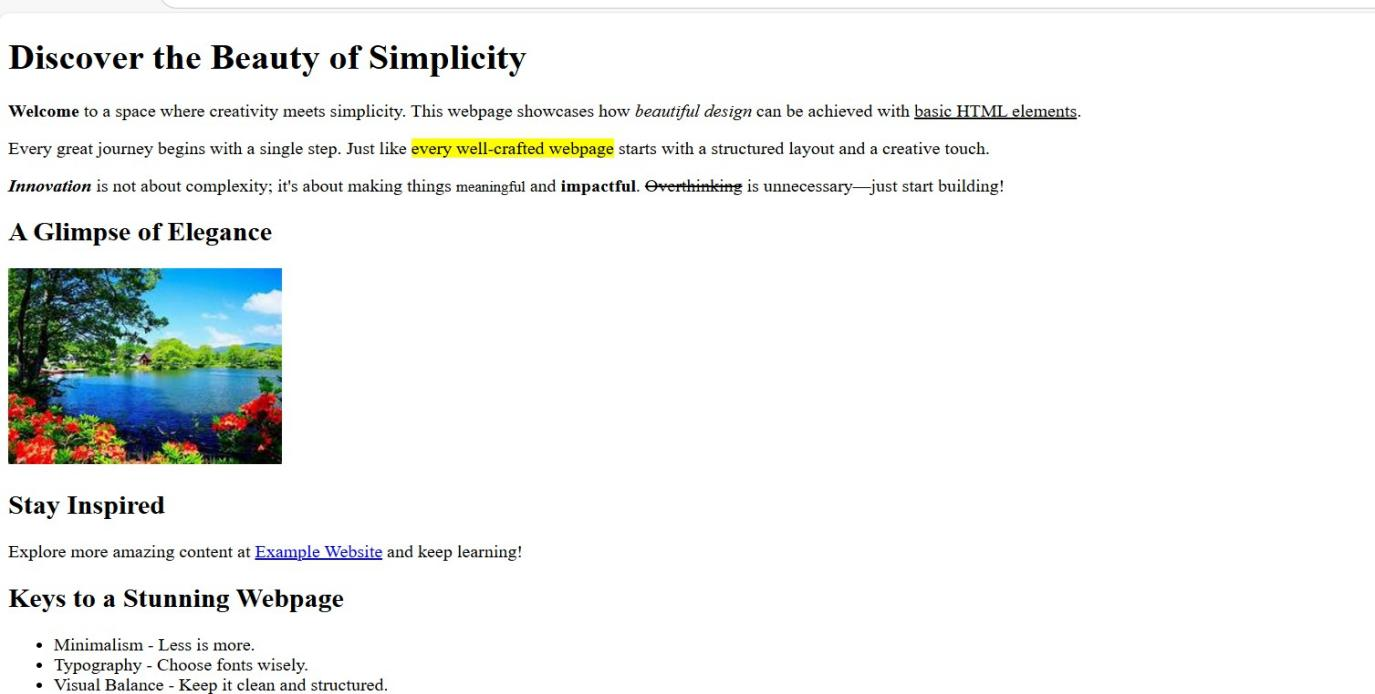 Discover the Beauty of Simplicity
Welcome to a space where creativity meets simplicity. This webpage showcases how beautiful design can be achieved with basic HTML elements.
Every great journey begins with a single step. Just like every well-crafted webpage starts with a structured layout and a creative touch.
Innovation is not about complexity; it's about making things meaningful and impactful. Overthinking is unnecessary—just start building!
A Glimpse of Elegance
Stay Inspired
Explore more amazing content at Example Website and keep learning!
Keys to a Stunning Webpage
• Minimalism - Less is more.
• Typography - Choose fonts wisely.
• Visual Balance - Keep it clean and structured.